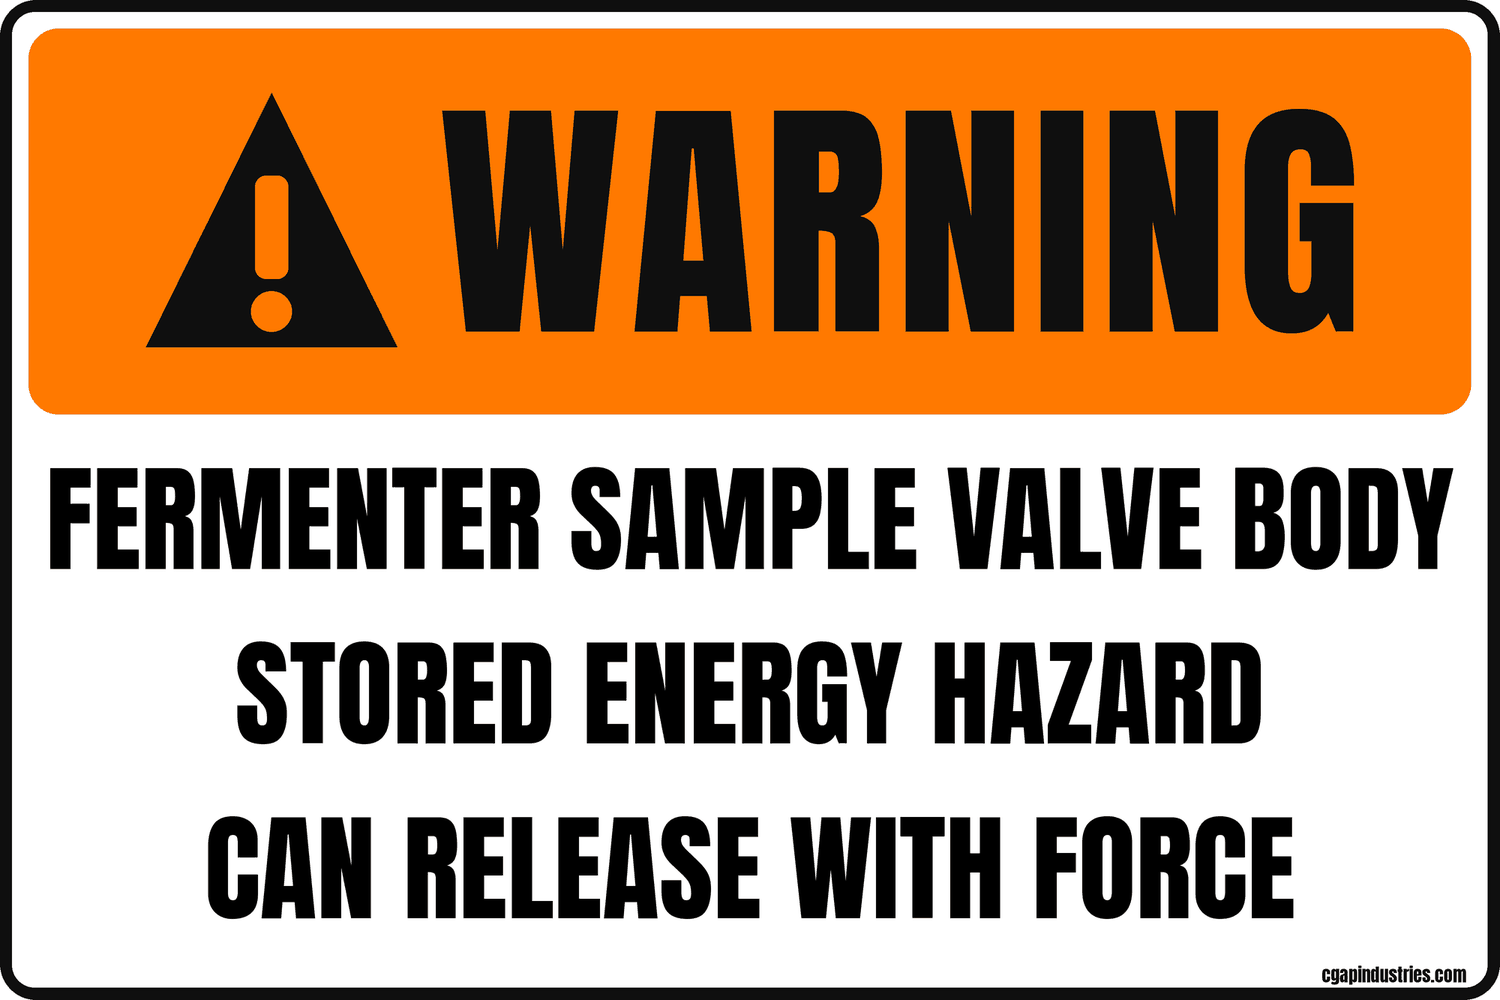 WARNING
FERMENTER SAMPLE VALVE BODY
STORED ENERGY HAZARD
CAN RELEASE WITH FORCE
cgapindustries.com